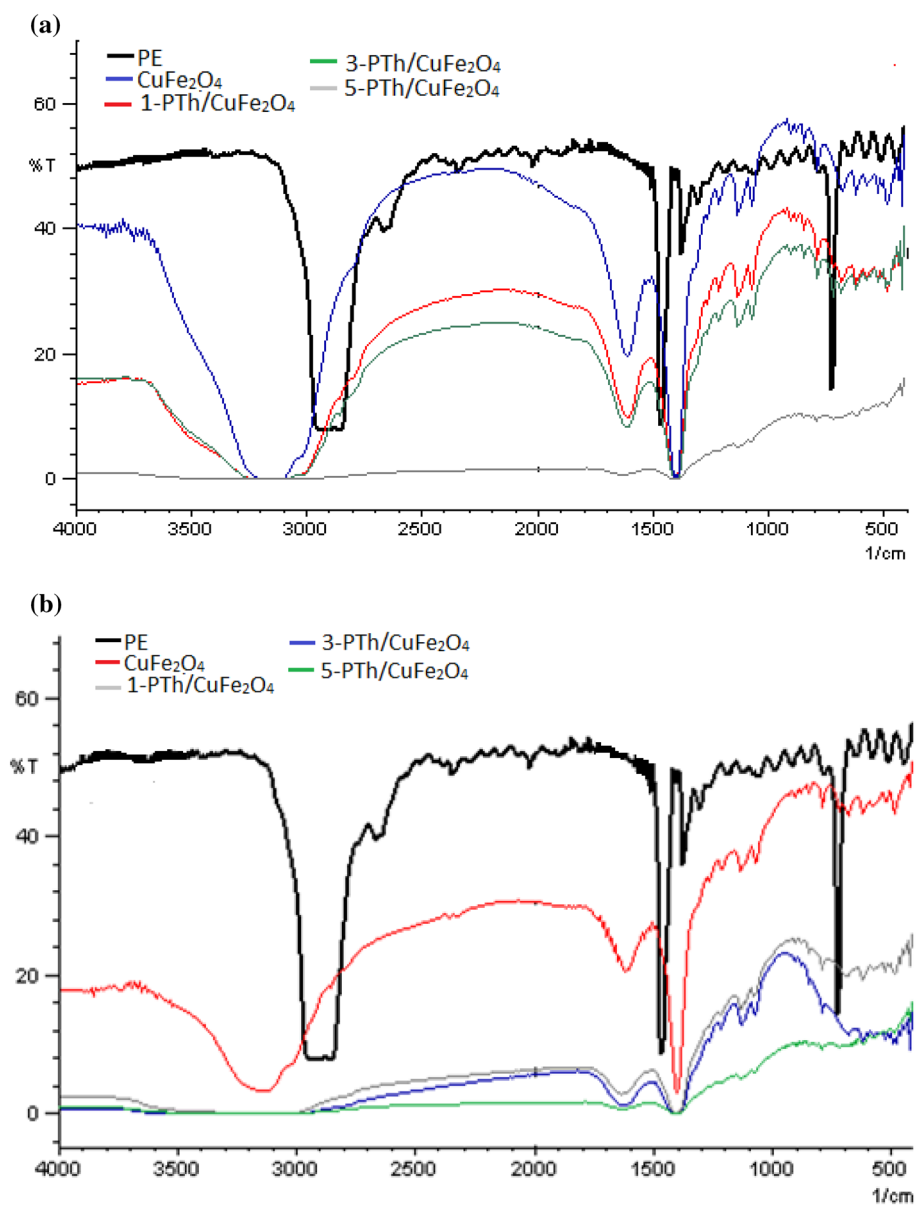 (a)
PE
3-PTh/CuFe₂O₄
CuFe₂O₄
5-PTh/CuFe₂O₄
1-PTh/CuFe₂O₄
60
%T
40
20
0
4000 3500 3000 2500 2000 1500 1000 500
1/cm
(b)
PE
3-PTh/CuFe₂O₄
CuFe₂O₄
5-PTh/CuFe₂O₄
1-PTh/CuFe₂O₄
60
%T
40
20
0
4000 3500 3000 2500 2000 1500 1000 500
1/cm